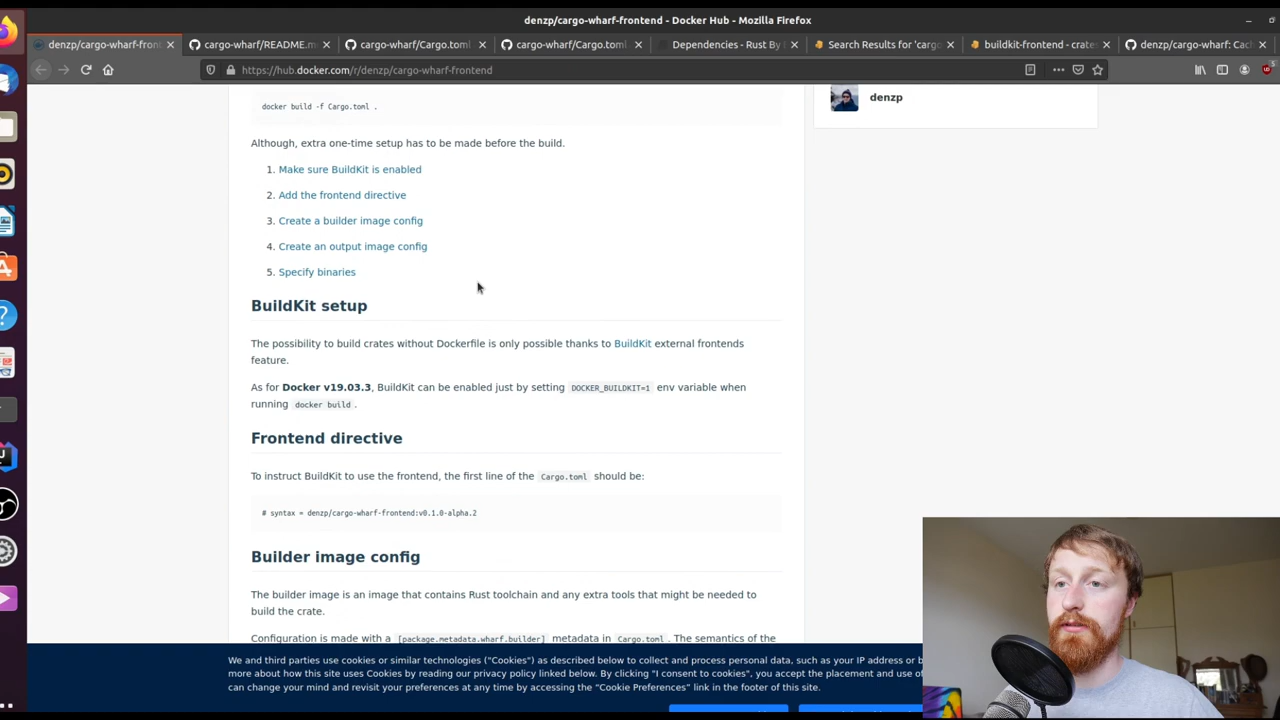 denzp/cargo-wharf-frontend - Docker Hub - Mozilla Firefox
denzp/cargo-wharf-fron
cargo-wharf/README.m
cargo-wharf/Cargo.toml
cargo-wharf/Cargo.toml
Dependencies - Rust By
Search Results for 'cargo
buildkit-frontend - crate
denzp/cargo-wharf: Cac
https://hub.docker.com/r/denzp/cargo-wharf-frontend
docker build -f Cargo.toml .
denzp
Although, extra one-time setup has to be made before the build.
1. Make sure BuildKit is enabled
2. Add the frontend directive
3. Create a builder image config
4. Create an output image config
5. Specify binaries
BuildKit setup
The possibility to build crates without Dockerfile is only possible thanks to BuildKit external frontends
feature.
As for Docker v19.03.3, BuildKit can be enabled just by setting DOCKER_BUILDKIT=1 env variable when
running docker build.
Frontend directive
To instruct BuildKit to use the frontend, the first line of the Cargo.toml should be:
# syntax = denzp/cargo-wharf-frontend:v0.1.0-alpha.2
Builder image config
The builder image is an image that contains Rust toolchain and any extra tools that might be needed to
build the crate.
Configuration is made with a [package.metadata.wharf.builder] metadata in Cargo.toml. The semantics of the
We and third parties use cookies or similar technologies ("Cookies") as described below to collect and process personal data, such as your IP address or b
more about how this site uses Cookies by reading our privacy policy linked below. By clicking "I consent to cookies", you accept the placement and use of
can change your mind and revisit your preferences at any time by accessing the "Cookie Preferences" link in the footer of this site.